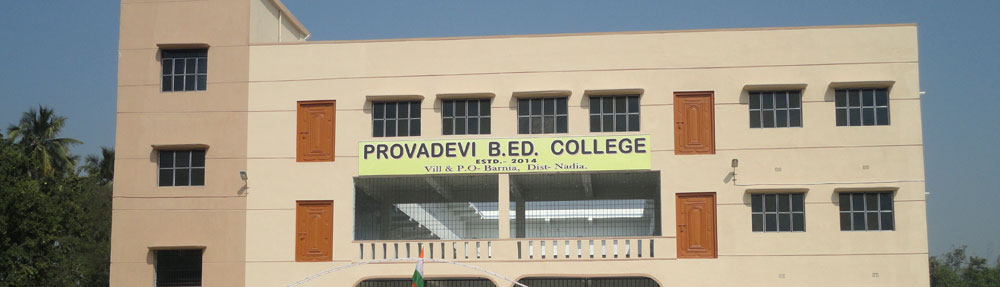 PROVADEVI B.ED. COLLEGE
ESTD.- 2014
Vill & P.O- Barnia, Dist- Nadia.